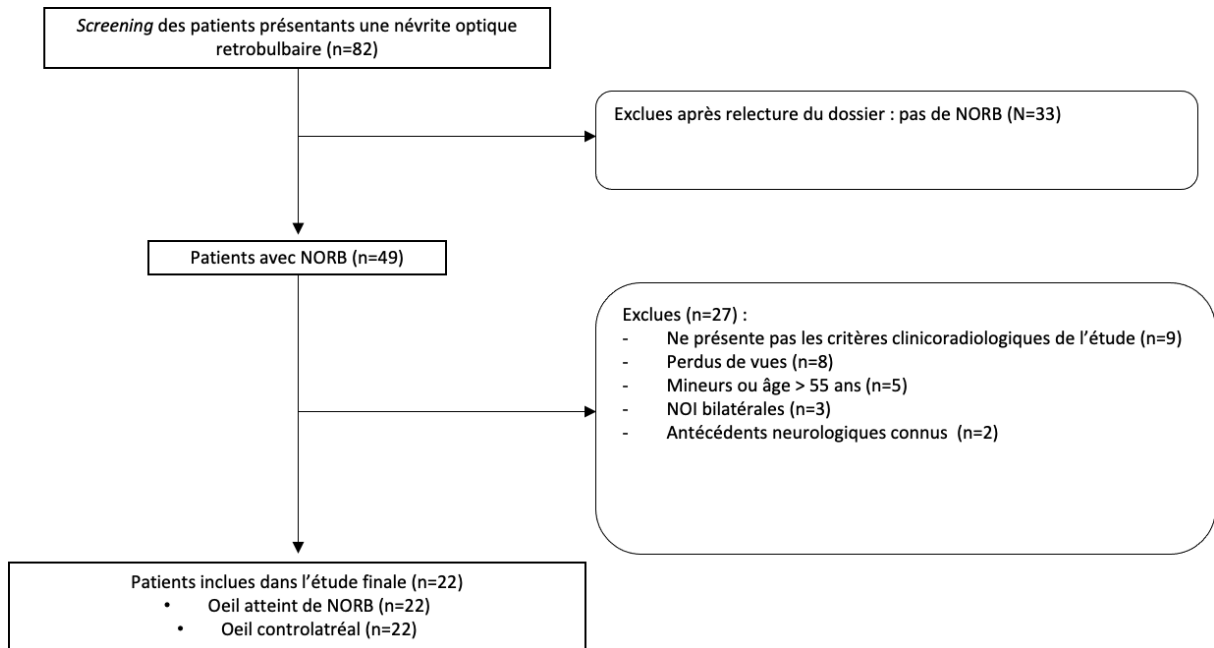 Screening des patients présentants une névrite optique
retrobulbaire (n=82)
Exclues après relecture du dossier : pas de NORB (N=33)
Patients avec NORB (n=49)
Exclues (n=27) :
- Ne présente pas les critères clinicoradiologiques de l’étude (n=9)
- Perdus de vues (n=8)
- Mineurs ou âge > 55 ans (n=5)
- NOI bilatérales (n=3)
- Antécédents neurologiques connus (n=2)
Patients inclues dans l’étude finale (n=22)
• Oeil atteint de NORB (n=22)
• Oeil controlatréal (n=22)